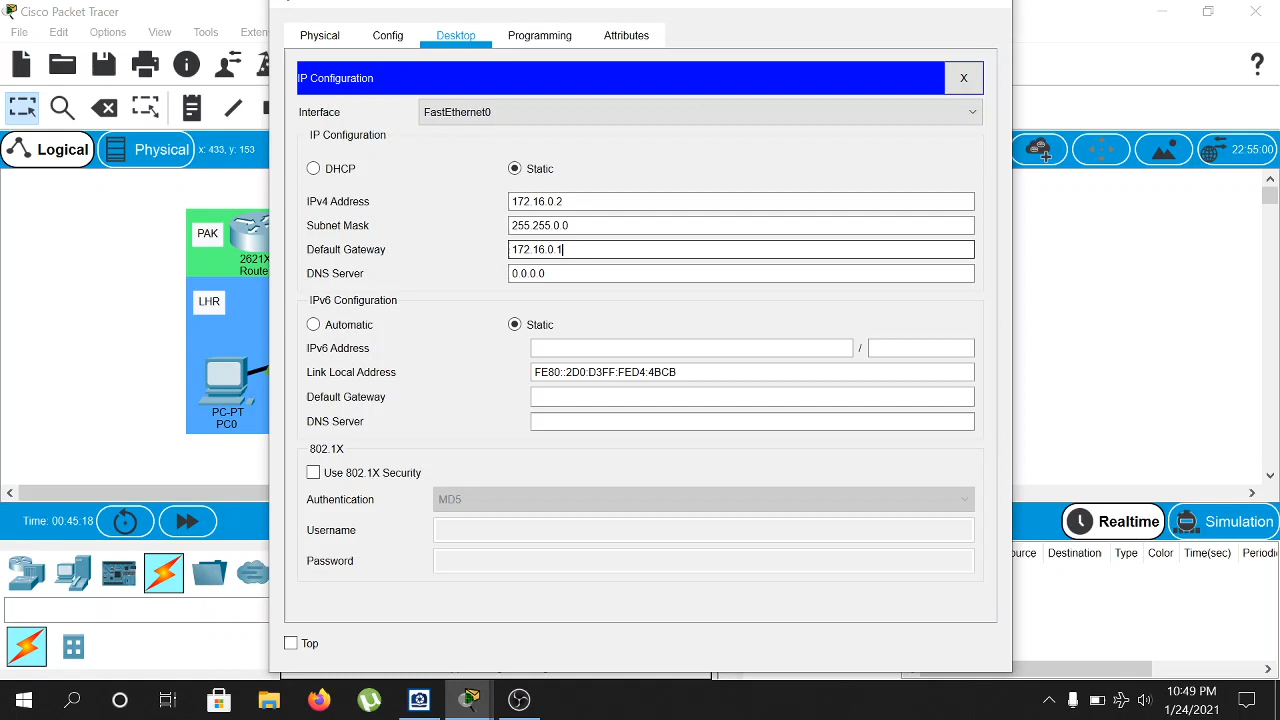 Cisco Packet Tracer
File Edit Options View Tools Exten
Physical Config Desktop Programming Attributes
IP Configuration X
Interface FastEthernet0
IP Configuration
DHCP Static
IPv4 Address 172.16.0.2
Subnet Mask 255.255.0.0
Default Gateway 172.16.0.1
DNS Server 0.0.0.0
IPv6 Configuration
Automatic Static
IPv6 Address /
Link Local Address FE80::2D0:D3FF:FED4:4BCB
Default Gateway
DNS Server
802.1X
Use 802.1X Security
Authentication MD5
Username
Password
Top
?
Logical Physical x: 433, y: 153
22:55:00
PAK
2621X
Route
LHR
PC-PT
PC0
Time: 00:45:18
Realtime Simulation
ource Destination Type Color Time(sec) Periodi
10:49 PM
1/24/2021